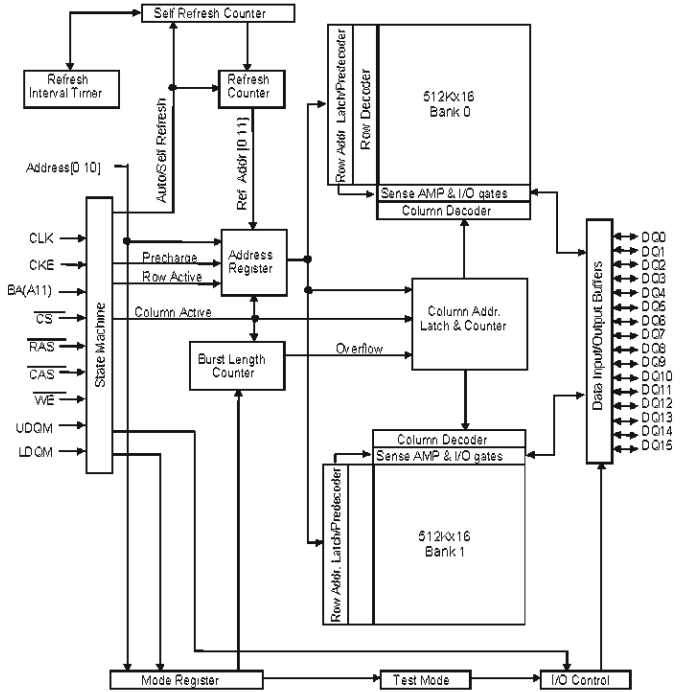 Self Refresh Counter
Refresh
Interval Timer
Refresh
Counter
Auto/Self Refresh
Ref. Addr.[0 11]
Address[0 10]
CLK
CKE
BA(A11)
CS
RAS
CAS
WE
UDQM
LDQM
State Machine
Precharge
Row Active
Column Active
Address
Register
Burst Length
Counter
Overflow
Row Addr. Latch/Predecoder
Row Decoder
512Kx16
Bank 0
Sense AMP & I/O gates
Column Decoder
Column Addr.
Latch & Counter
Column Decoder
Sense AMP & I/O gates
Row Addr. Latch/Predecoder
512Kx16
Bank 1
Data Input/Output Buffers
DQ0
DQ1
DQ2
DQ3
DQ4
DQ5
DQ6
DQ7
DQ8
DQ9
DQ10
DQ11
DQ12
DQ13
DQ14
DQ15
Mode Register
Test Mode
I/O Control